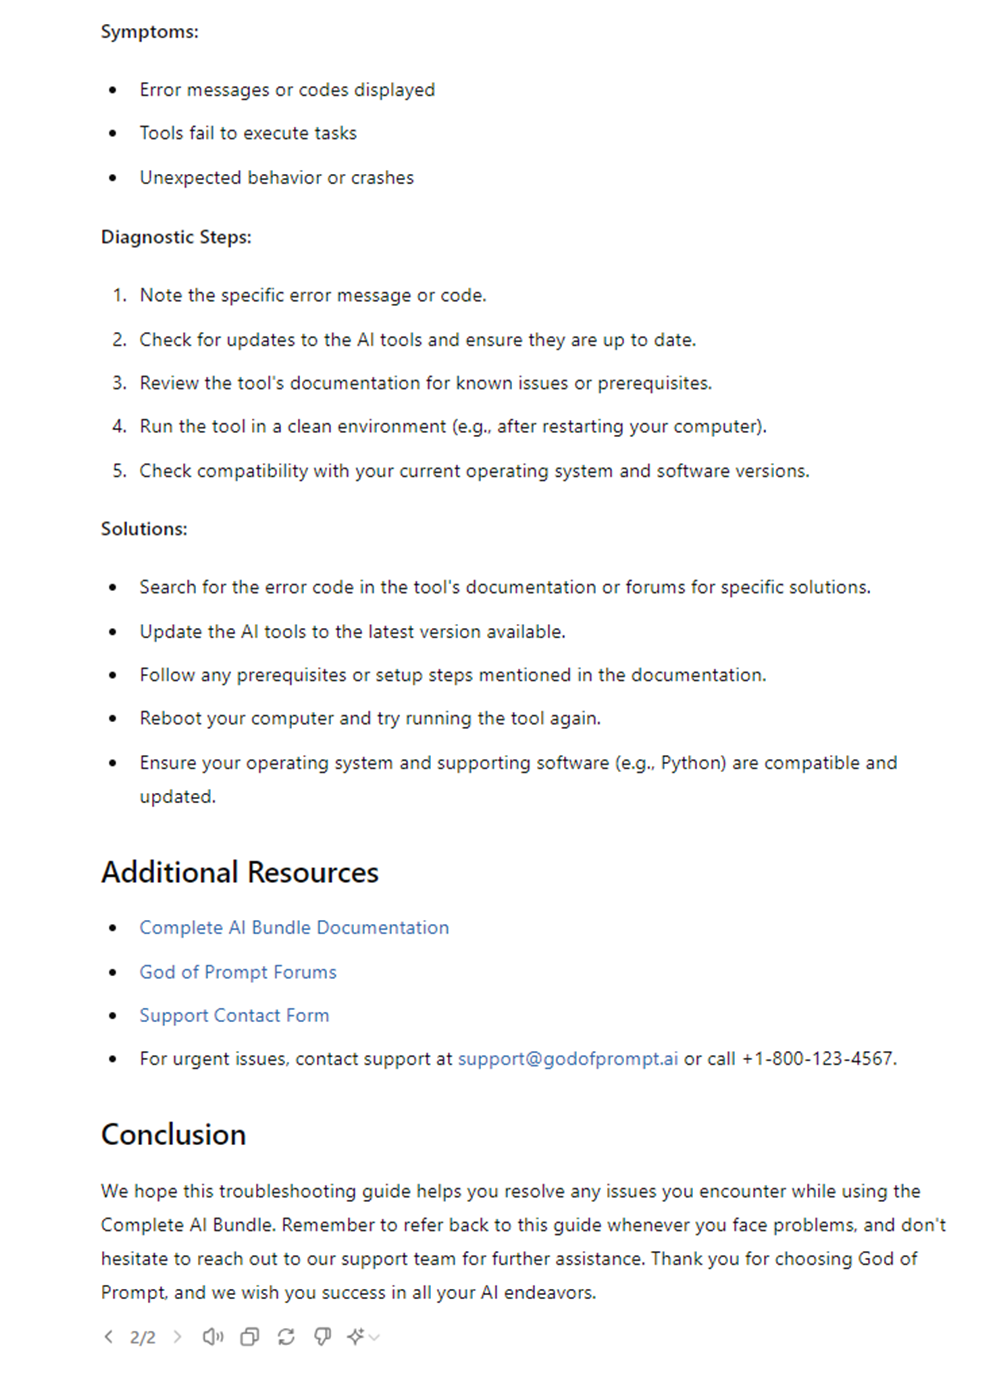 Symptoms:
• Error messages or codes displayed
• Tools fail to execute tasks
• Unexpected behavior or crashes
Diagnostic Steps:
1. Note the specific error message or code.
2. Check for updates to the AI tools and ensure they are up to date.
3. Review the tool's documentation for known issues or prerequisites.
4. Run the tool in a clean environment (e.g., after restarting your computer).
5. Check compatibility with your current operating system and software versions.
Solutions:
• Search for the error code in the tool's documentation or forums for specific solutions.
• Update the AI tools to the latest version available.
• Follow any prerequisites or setup steps mentioned in the documentation.
• Reboot your computer and try running the tool again.
• Ensure your operating system and supporting software (e.g., Python) are compatible and
updated.
Additional Resources
• Complete AI Bundle Documentation
• God of Prompt Forums
• Support Contact Form
• For urgent issues, contact support at support@godofprompt.ai or call +1-800-123-4567.
Conclusion
We hope this troubleshooting guide helps you resolve any issues you encounter while using the
Complete AI Bundle. Remember to refer back to this guide whenever you face problems, and don't
hesitate to reach out to our support team for further assistance. Thank you for choosing God of
Prompt, and we wish you success in all your AI endeavors.
2/2